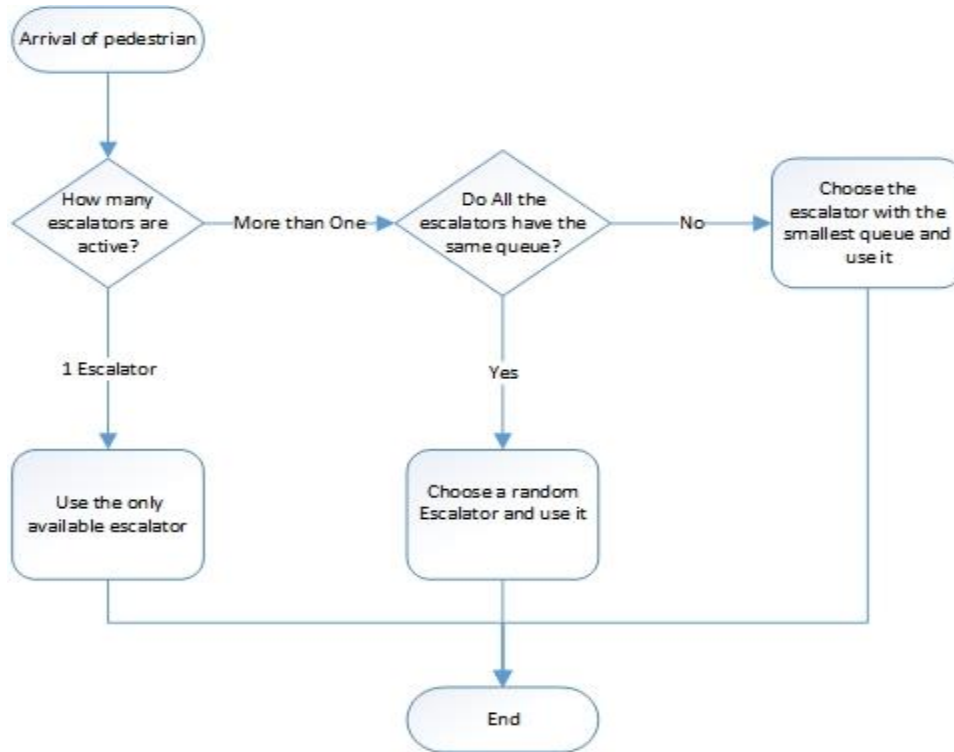 Arrival of pedestrian
How many
escalators are
active?
More than One
Do All the
escalators have the
same queue?
No
Choose the
escalator with the
smallest queue and
use it
1 Escalator
Yes
Use the only
available escalator
Choose a random
Escalator and use it
End